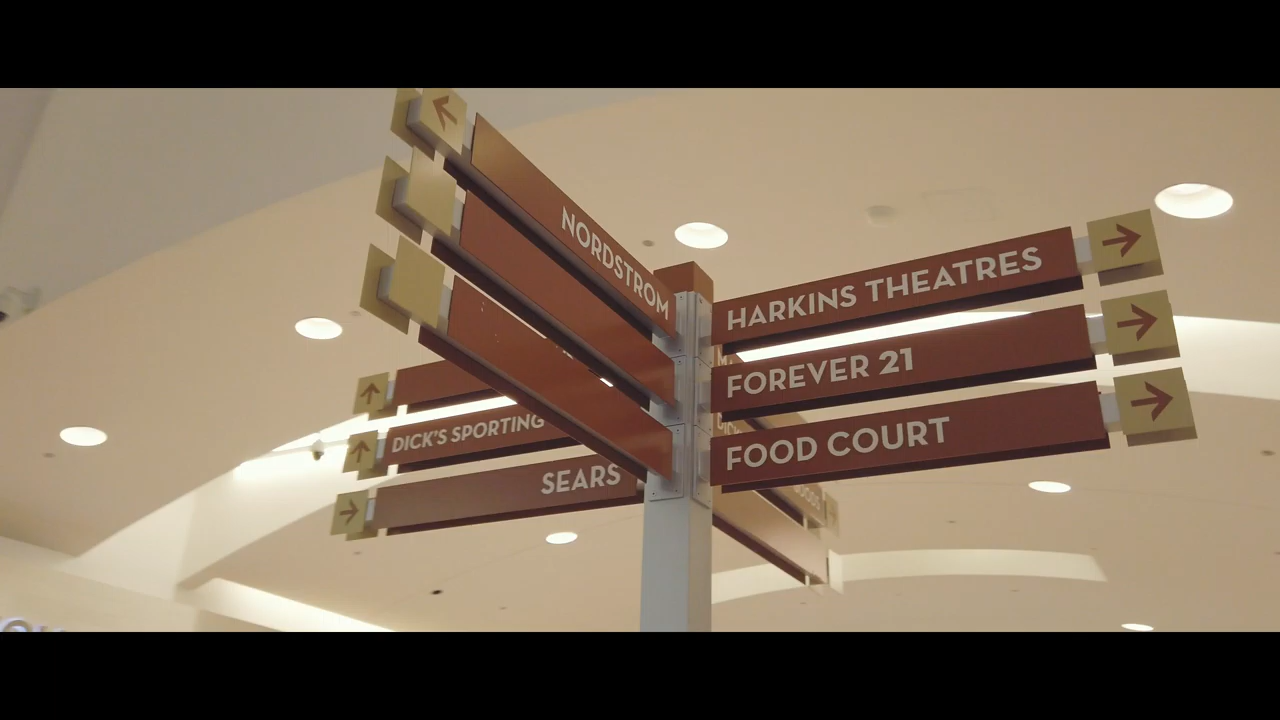 NORDSTROM
HARKINS THEATRES
FOREVER 21
FOOD COURT
DICK'S SPORTING
SEARS